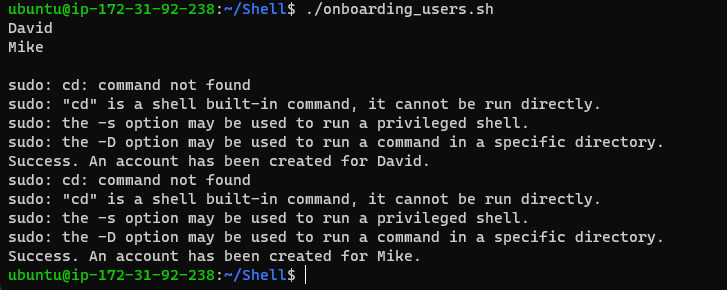 ubuntu@ip-172-31-92-238:~/Shell$ ./onboarding_users.sh
David
Mike
sudo: cd: command not found
sudo: "cd" is a shell built-in command, it cannot be run directly.
sudo: the -s option may be used to run a privileged shell.
sudo: the -D option may be used to run a command in a specific directory.
Success. An account has been created for David.
sudo: cd: command not found
sudo: "cd" is a shell built-in command, it cannot be run directly.
sudo: the -s option may be used to run a privileged shell.
sudo: the -D option may be used to run a command in a specific directory.
Success. An account has been created for Mike.
ubuntu@ip-172-31-92-238:~/Shell$